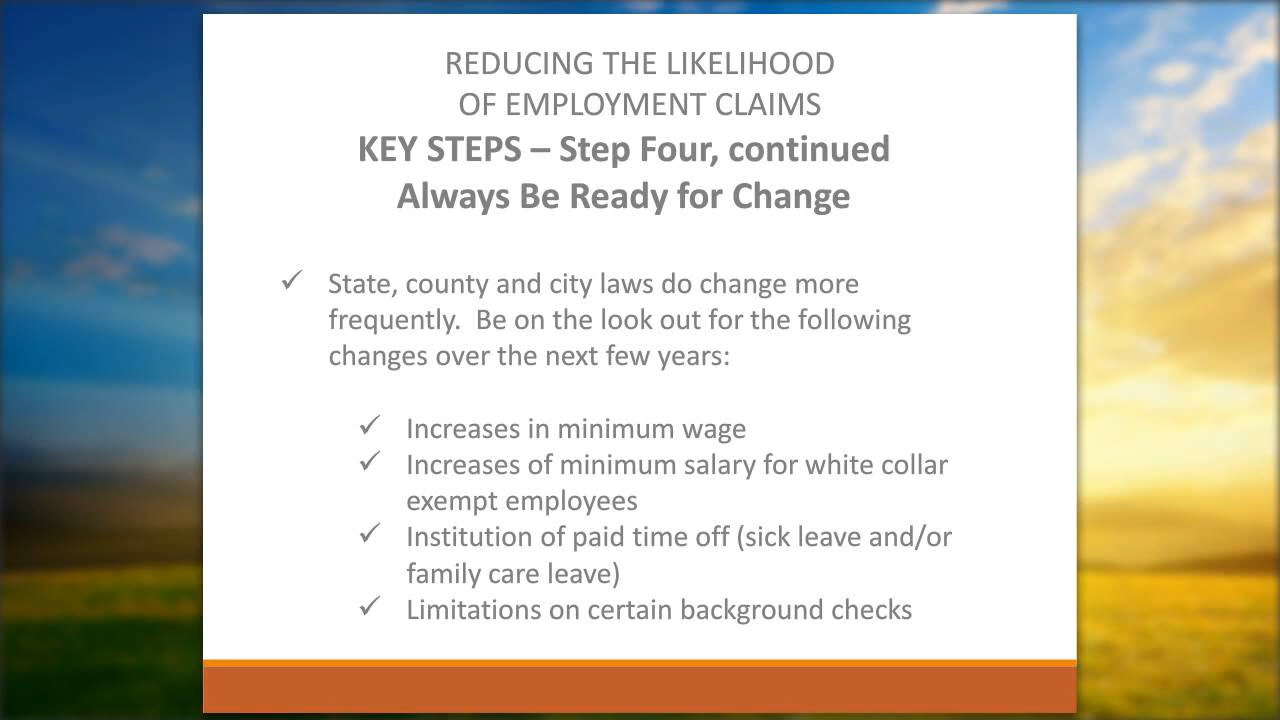 REDUCING THE LIKELIHOOD
OF EMPLOYMENT CLAIMS
KEY STEPS – Step Four, continued
Always Be Ready for Change
✓ State, county and city laws do change more
frequently.  Be on the look out for the following
changes over the next few years:
✓ Increases in minimum wage
✓ Increases of minimum salary for white collar
exempt employees
✓ Institution of paid time off (sick leave and/or
family care leave)
✓ Limitations on certain background checks